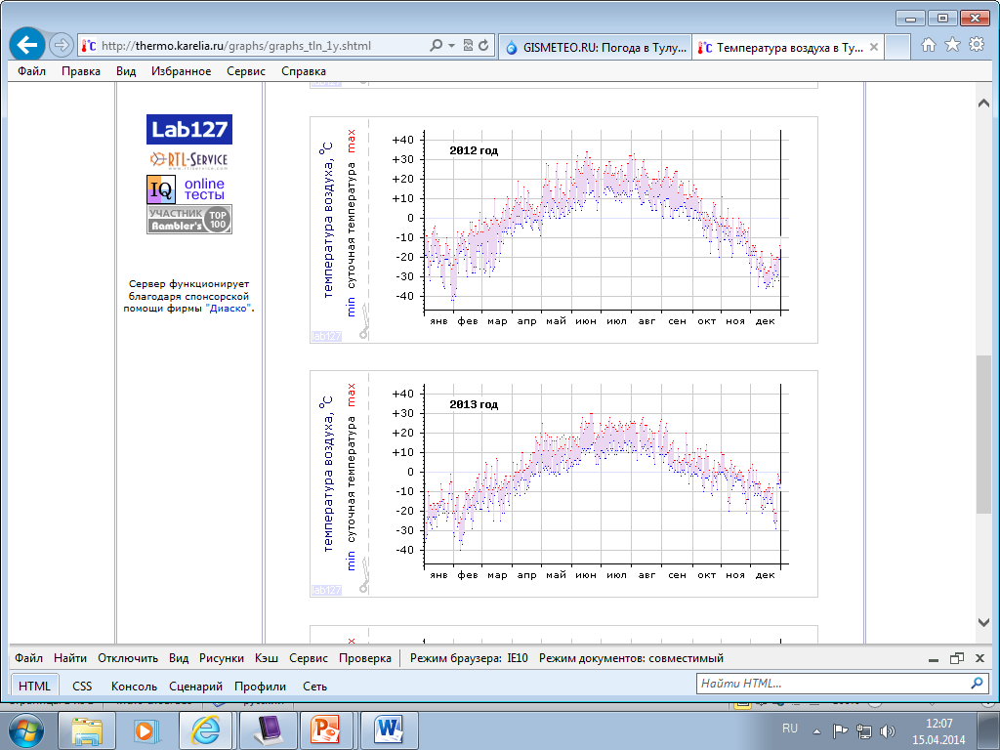 http://thermo.karelia.ru/graphs/graphs_tln_1y.shtml
GISMETEO.RU: Погода в Тулу...
Температура воздуха в Ту...
Файл Правка Вид Избранное Сервис Справка
lab127
Lab127
RTL-Service
IQ online тесты
УЧАСТНИК
Rambler's TOP 100
Сервер функционирует
благодаря спонсорской
помощи фирмы "Диаско".
температура воздуха, °C
min суточная температура max
2012 год
+40
+30
+20
+10
0
-10
-20
-30
-40
янв фев мар апр май июн июл авг сен окт ноя дек
lab127
температура воздуха, °C
min суточная температура max
2013 год
+40
+30
+20
+10
0
-10
-20
-30
-40
янв фев мар апр май июн июл авг сен окт ноя дек
lab127
Файл Найти Отключить Вид Рисунки Кэш Сервис Проверка Режим браузера: IE10 Режим документов: совместимый
HTML CSS Консоль Сценарий Профили Сеть
Найти HTML...
RU
12:07
15.04.2014